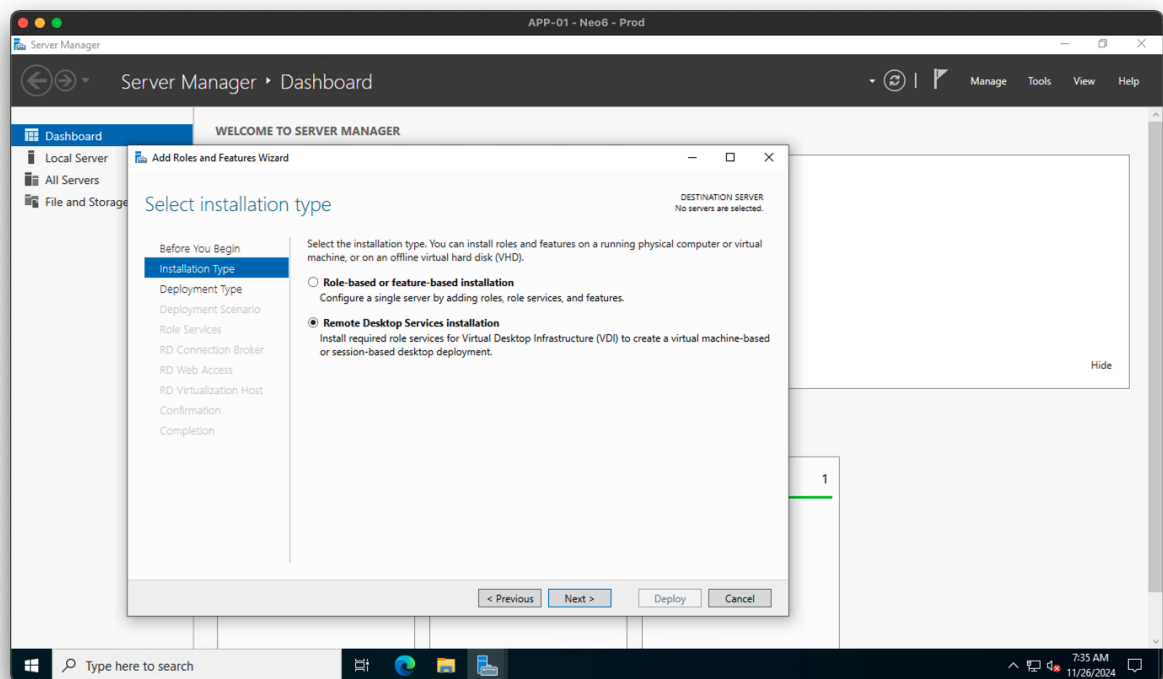 APP-01 - Neo6 - Prod
Server Manager
Server Manager • Dashboard
Manage
Tools
View
Help
Dashboard
Local Server
All Servers
File and Storage
WELCOME TO SERVER MANAGER
Add Roles and Features Wizard
Select installation type
DESTINATION SERVER
No servers are selected.
Before You Begin
Installation Type
Deployment Type
Deployment Scenario
Role Services
RD Connection Broker
RD Web Access
RD Virtualization Host
Confirmation
Completion
Select the installation type. You can install roles and features on a running physical computer or virtual
machine, or on an offline virtual hard disk (VHD).
Role-based or feature-based installation
Configure a single server by adding roles, role services, and features.
Remote Desktop Services installation
Install required role services for Virtual Desktop Infrastructure (VDI) to create a virtual machine-based
or session-based desktop deployment.
Hide
1
< Previous
Next >
Deploy
Cancel
Type here to search
7:35 AM
11/26/2024